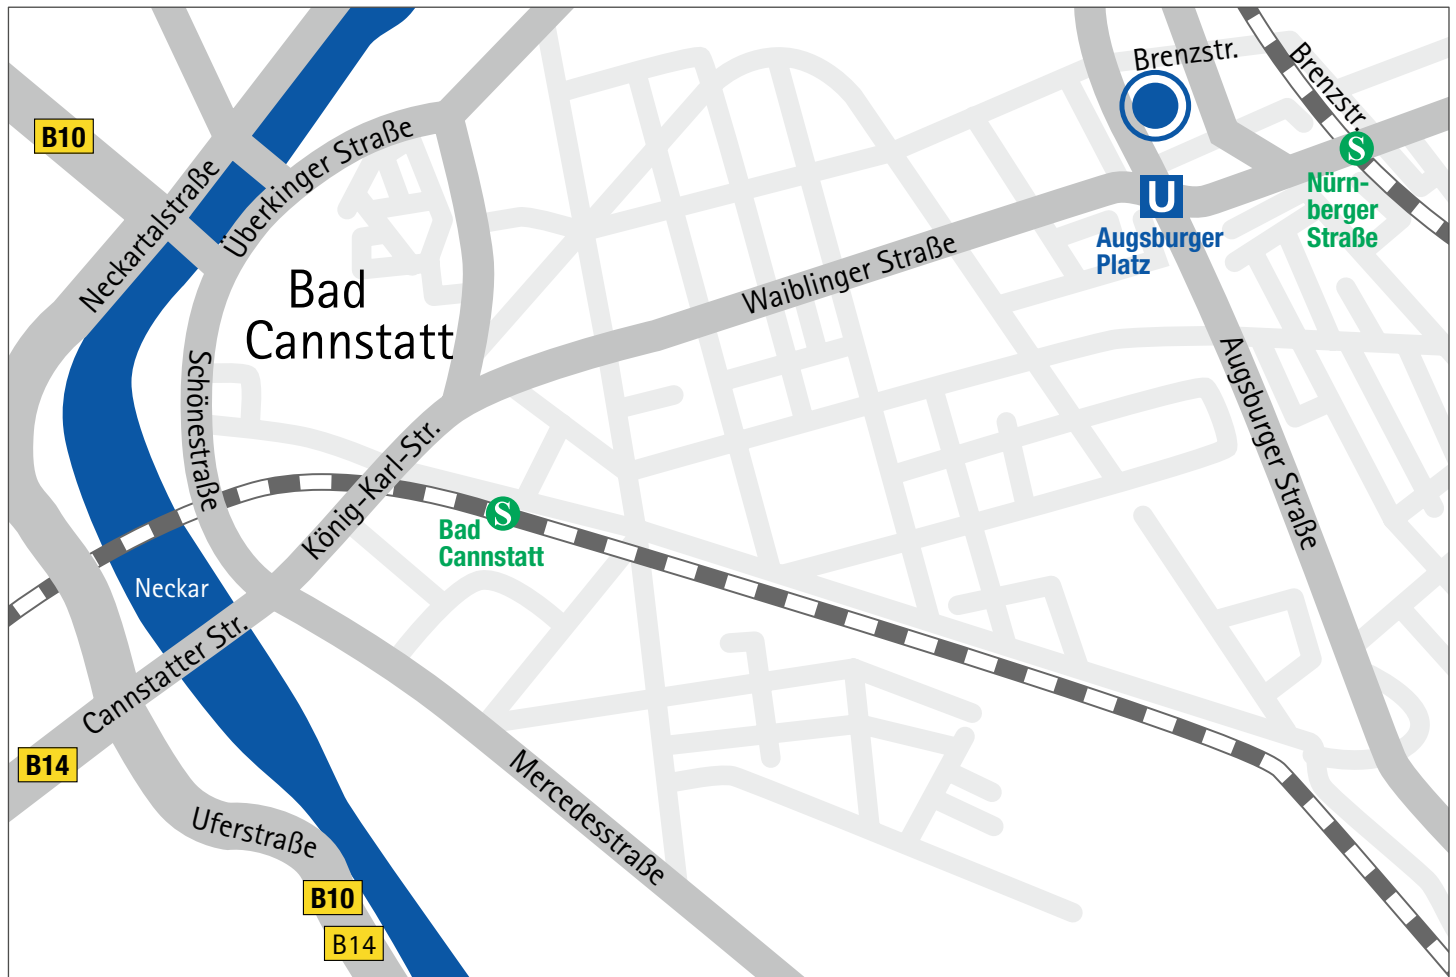 Brenzstr.
Brenzstr.
B10
S
Nürn-
berger
Straße
U
Augsburger
Platz
Neckartalstraße
Überkinger Straße
Waiblinger Straße
Bad
Cannstatt
Schönestraße
Augsburger Straße
König-Karl-Str.
S
Bad
Cannstatt
Neckar
Cannstatter Str.
B14
Mercedesstraße
Uferstraße
B10
B14